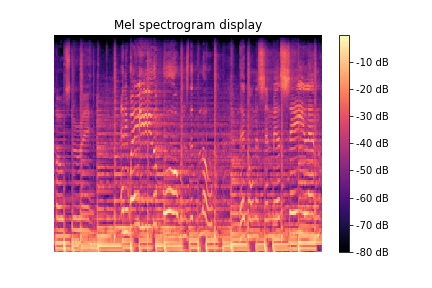 Mel spectrogram display
-10 dB
-20 dB
-30 dB
-40 dB
-50 dB
-60 dB
-70 dB
-80 dB